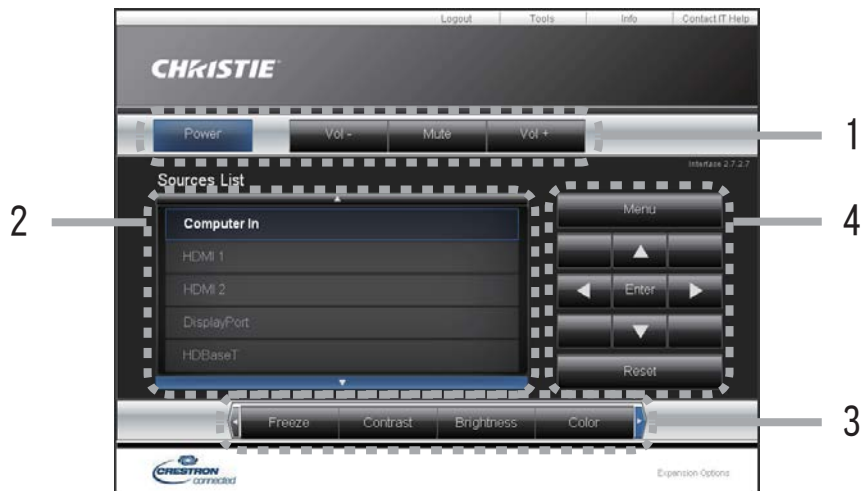 Logout Tools Info Contact IT Help
CHRISTIE
Power Vol - Mute Vol +
1
Interface 2.7.2.7
Sources List
2
Computer In
HDMI 1
HDMI 2
DisplayPort
HDBaseT
Menu
4
Enter
Reset
Freeze Contrast Brightness Color
3
CRESTRON
connected
Expansion Options